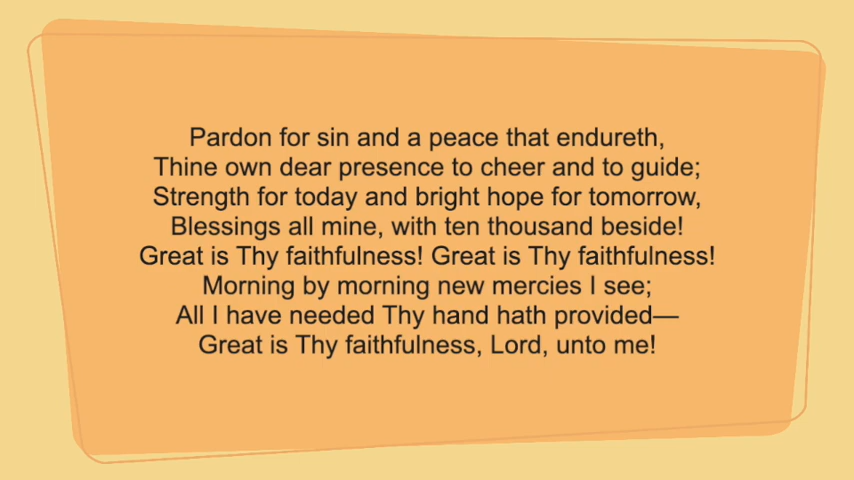 Pardon for sin and a peace that endureth,
Thine own dear presence to cheer and to guide;
Strength for today and bright hope for tomorrow,
Blessings all mine, with ten thousand beside!
Great is Thy faithfulness! Great is Thy faithfulness!
Morning by morning new mercies I see;
All I have needed Thy hand hath provided—
Great is Thy faithfulness, Lord, unto me!